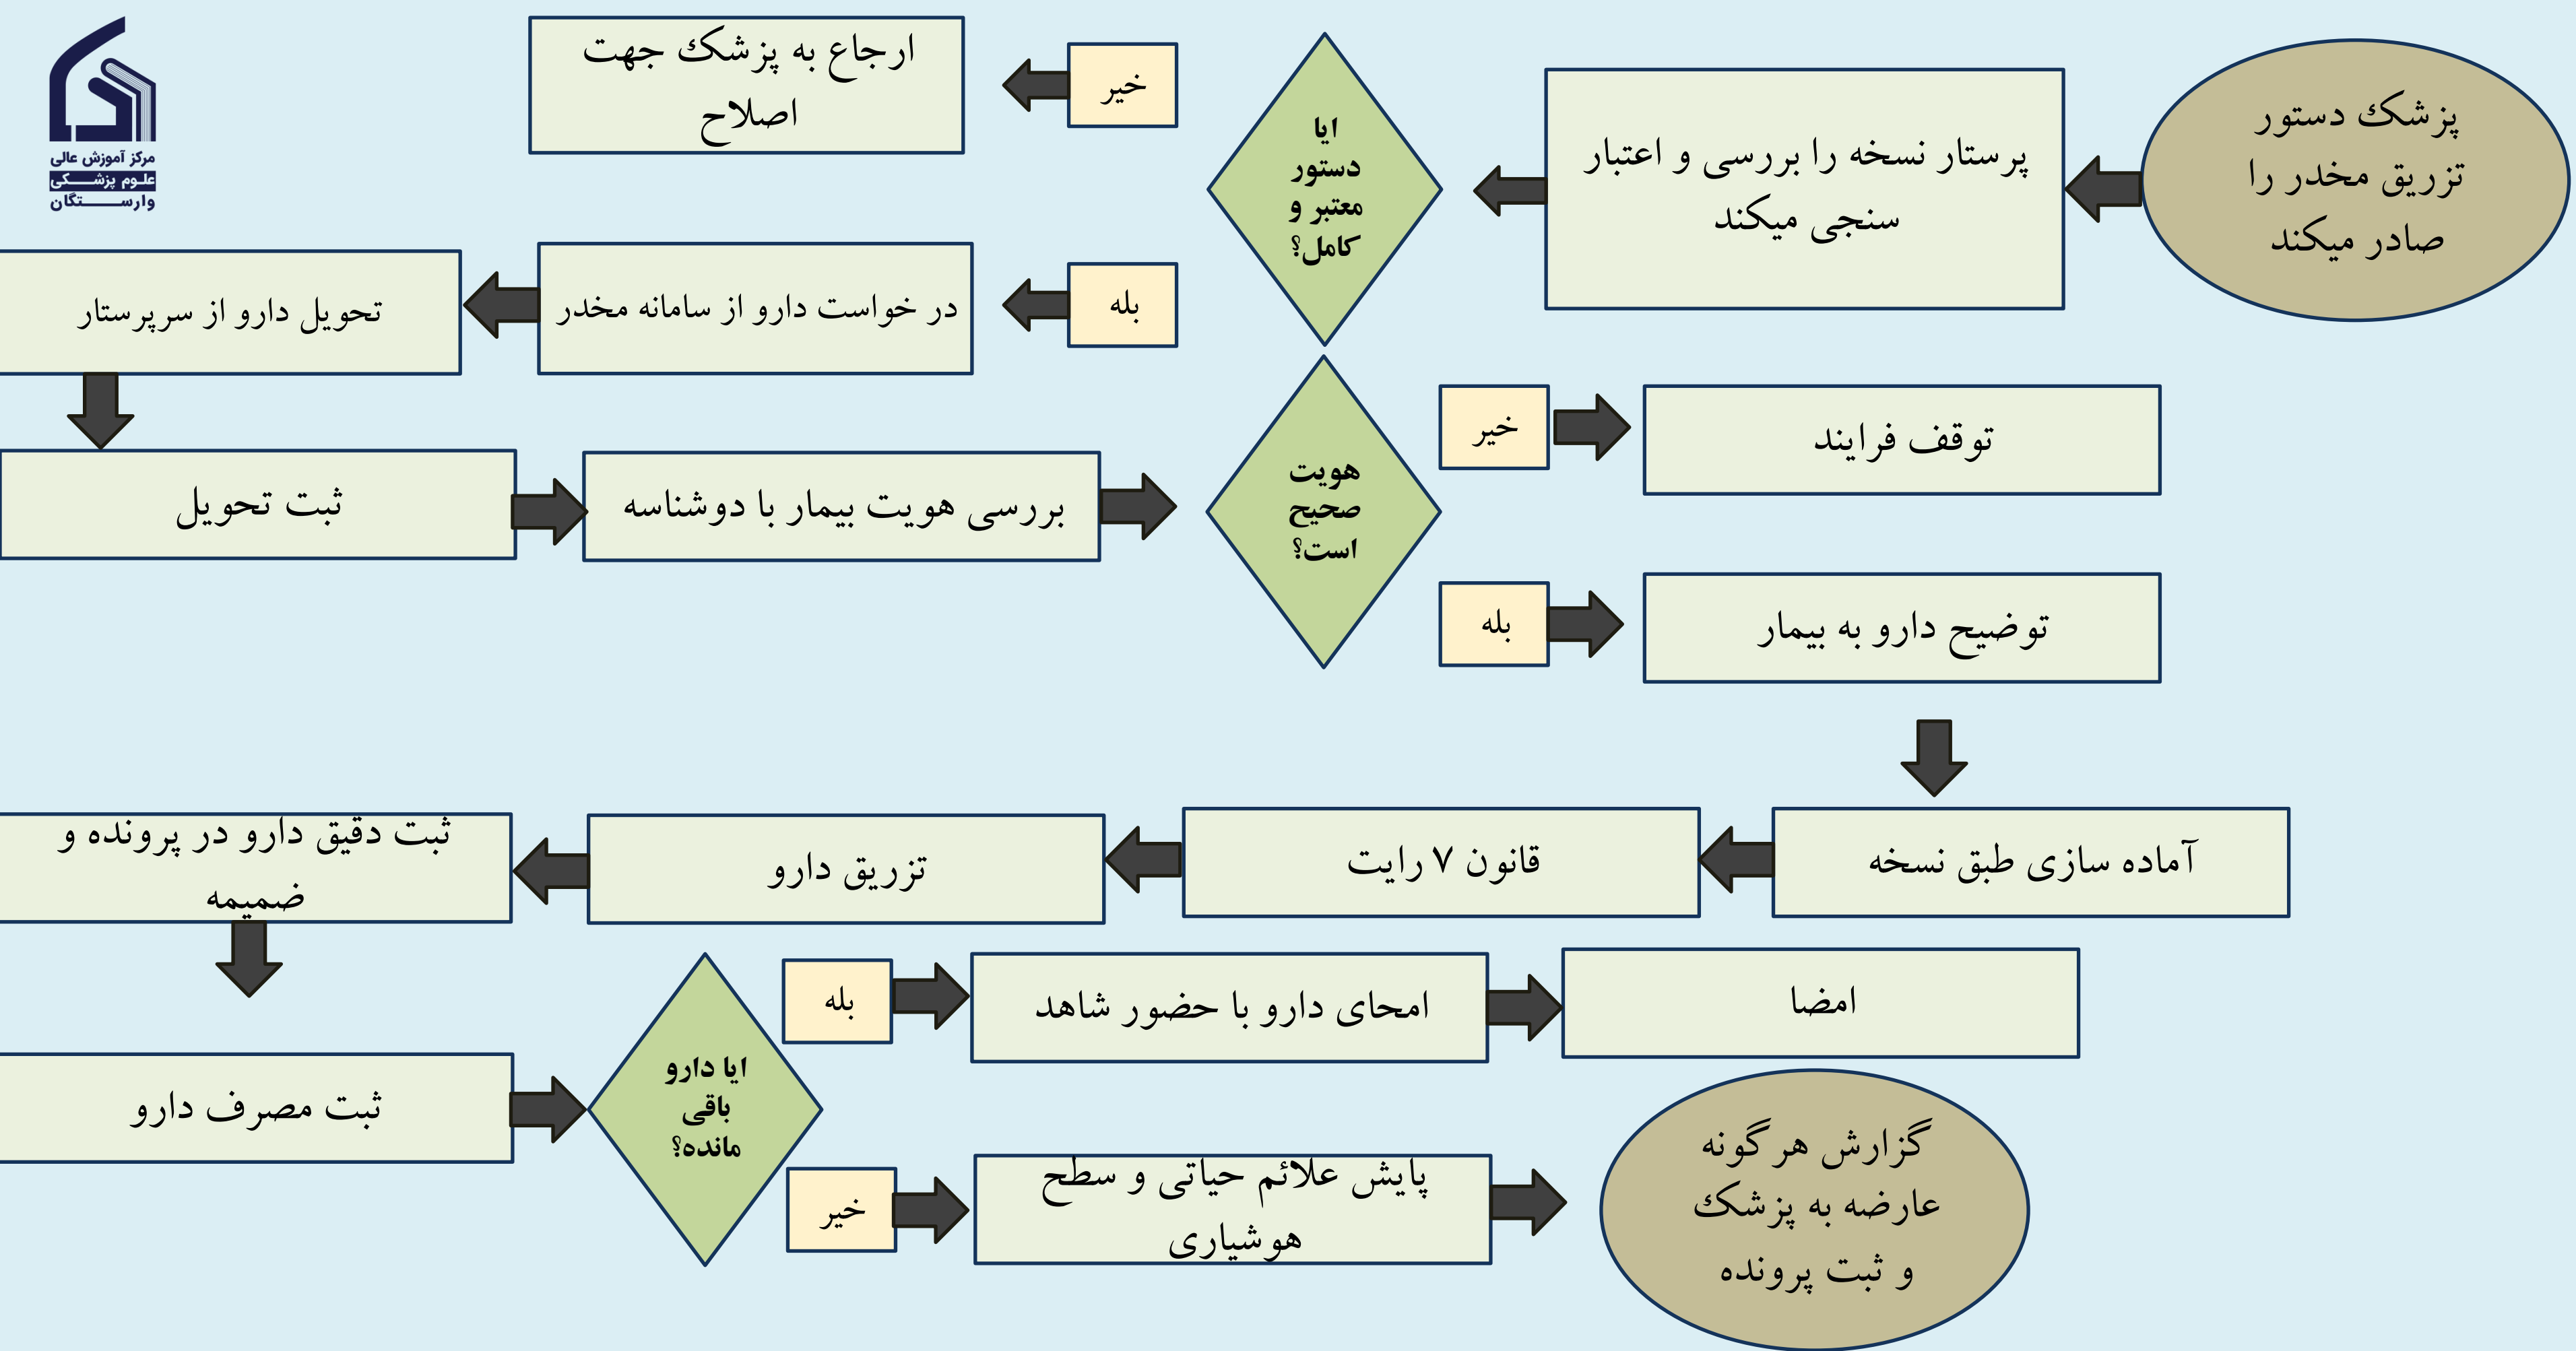 مرکز آموزش عالی
علوم پزشکی
وارستگان
پزشک دستور
تزریق مخدر را
صادر میکند
پرستار نسخه را بررسی و اعتبار
سنجی میکند
ایا
دستور
معتبر و
کامل؟
خیر
ارجاع به پزشک جهت
اصلاح
بله
در خواست دارو از سامانه مخدر
تحویل دارو از سرپرستار
ثبت تحویل
بررسی هویت بیمار با دوشناسه
هویت
صحیح
است؟
خیر
توقف فرایند
بله
توضیح دارو به بیمار
آماده سازی طبق نسخه
قانون ۷ رایت
تزریق دارو
ثبت دقیق دارو در پرونده و
ضمیمه
ثبت مصرف دارو
ایا دارو
باقی
مانده؟
بله
امحای دارو با حضور شاهد
امضا
خیر
پایش علائم حیاتی و سطح
هوشیاری
گزارش هر گونه
عارضه به پزشک
و ثبت پرونده